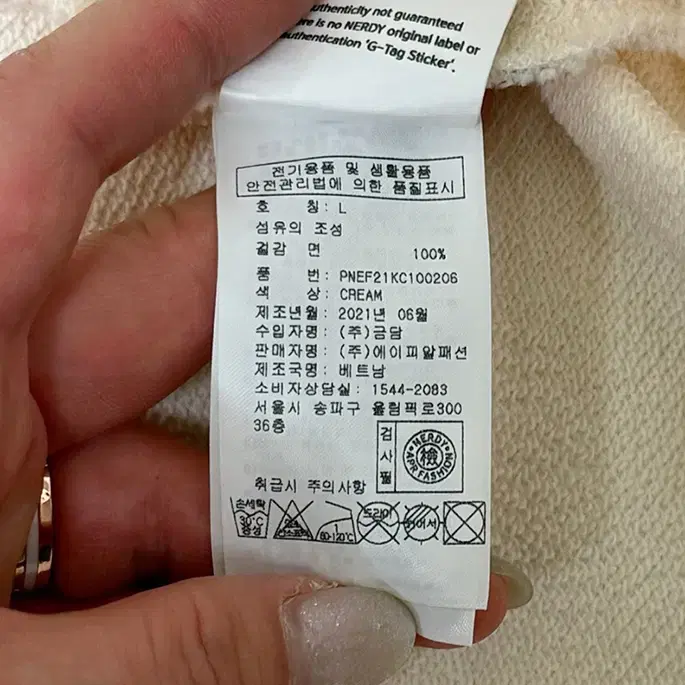 authenticity not guaranteed
there is no NERDY original label or
authentication 'G-Tag Sticker'.
전기용품 및 생활용품
안전관리법에 의한 품질표시
호 칭: L
섬유의 조성
겉감 면 100%
품 번: PNEF21KC100206
색 상: CREAM
제조년월: 2021년 06월
수입자명: (주)금담
판매자명: (주)에이피알패션
제조국명: 베트남
소비자상담실: 1544-2083
서울시 송파구 올림픽로300
36층
검사필
NERDY
檢
APR FASHION
취급시 주의사항
손세탁
30℃
중성
염소표백
80-120℃
드라이